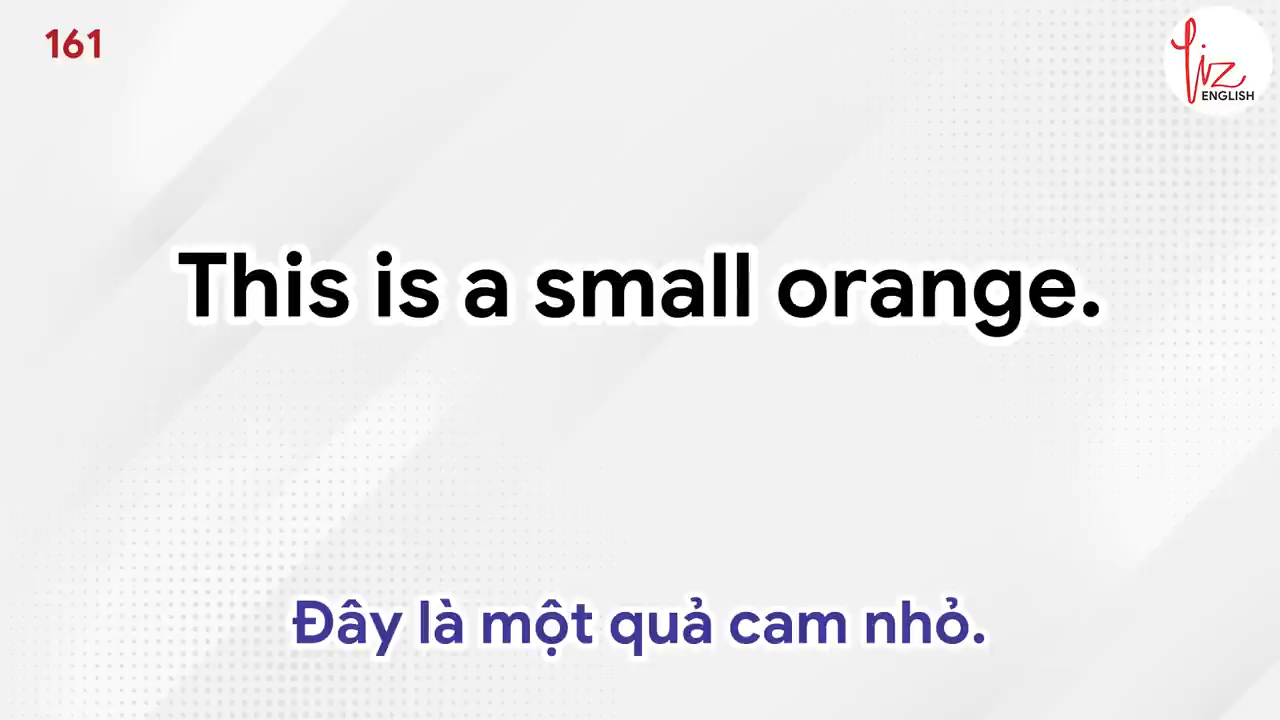 161
Liz
ENGLISH
This is a small orange.
Đây là một quả cam nhỏ.